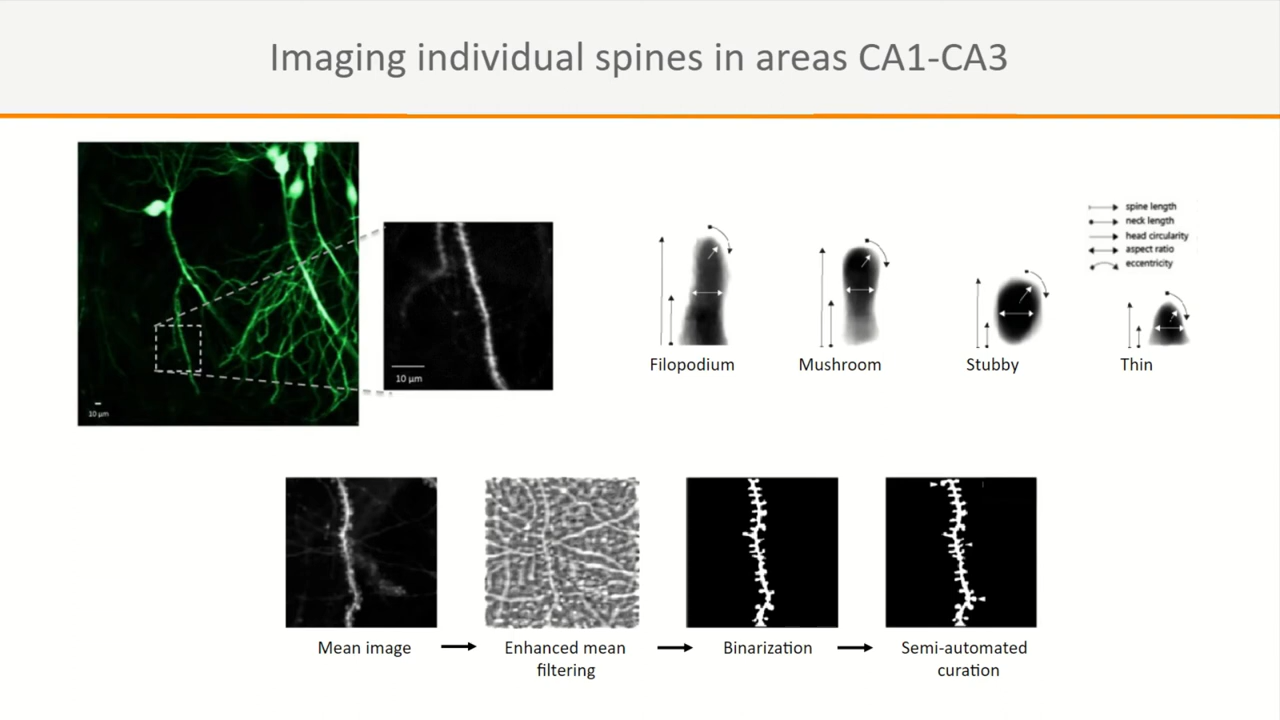 Imaging individual spines in areas CA1-CA3
10 µm
10 µm
spine length
neck length
head circularity
aspect ratio
eccentricity
Filopodium
Mushroom
Stubby
Thin
Mean image
Enhanced mean
filtering
Binarization
Semi-automated
curation